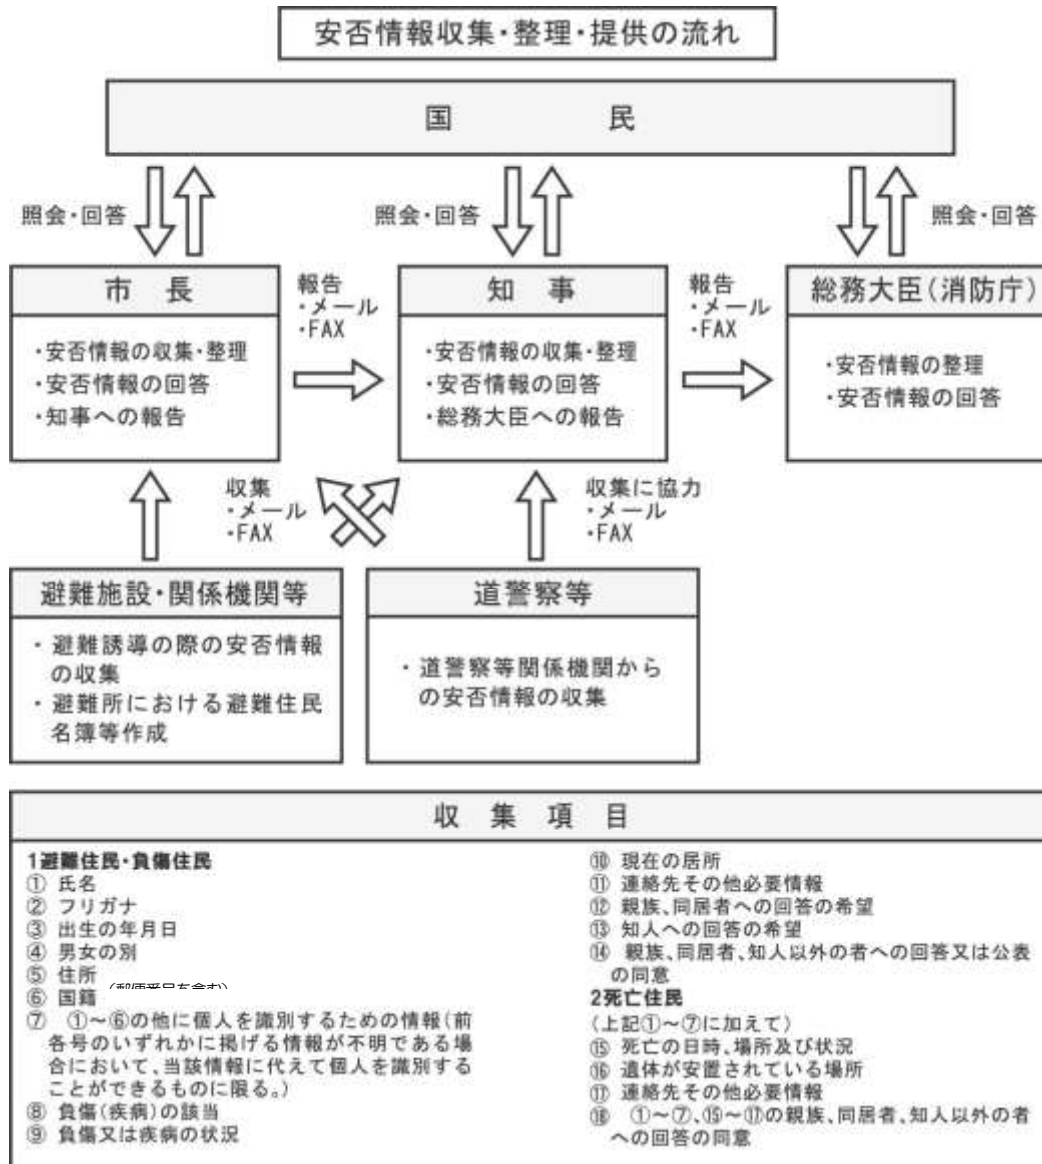 安否情報収集・整理・提供の流れ
国　　民
照会・回答
照会・回答
照会・回答
市　長
・安否情報の収集・整理
・安否情報の回答
・知事への報告
報告
・メール
・FAX
知　事
・安否情報の収集・整理
・安否情報の回答
・総務大臣への報告
報告
・メール
・FAX
総務大臣(消防庁)
・安否情報の整理
・安否情報の回答
収集
・メール
・FAX
収集に協力
・メール
・FAX
避難施設・関係機関等
・避難誘導の際の安否情報
の収集
・避難所における避難住民
名簿等作成
道警察等
・道警察等関係機関から
の安否情報の収集
収　集　項　目
1避難住民・負傷住民
① 氏名
② フリガナ
③ 出生の年月日
④ 男女の別
⑤ 住所
(郵便番号を含む)
⑥ 国籍
⑦ ①～⑥の他に個人を識別するための情報(前
各号のいずれかに掲げる情報が不明である場
合において、当該情報に代えて個人を識別する
ことができるものに限る。)
⑧ 負傷(疾病)の該当
⑨ 負傷又は疾病の状況
⑩ 現在の居所
⑪ 連絡先その他必要情報
⑫ 親族、同居者への回答の希望
⑬ 知人への回答の希望
⑭ 親族、同居者、知人以外の者への回答又は公表
の同意
2死亡住民
(上記①～⑦に加えて)
⑮ 死亡の日時、場所及び状況
⑯ 遺体が安置されている場所
⑰ 連絡先その他必要情報
⑱ ①～⑦、⑮～⑰の親族、同居者、知人以外の者
への回答の同意